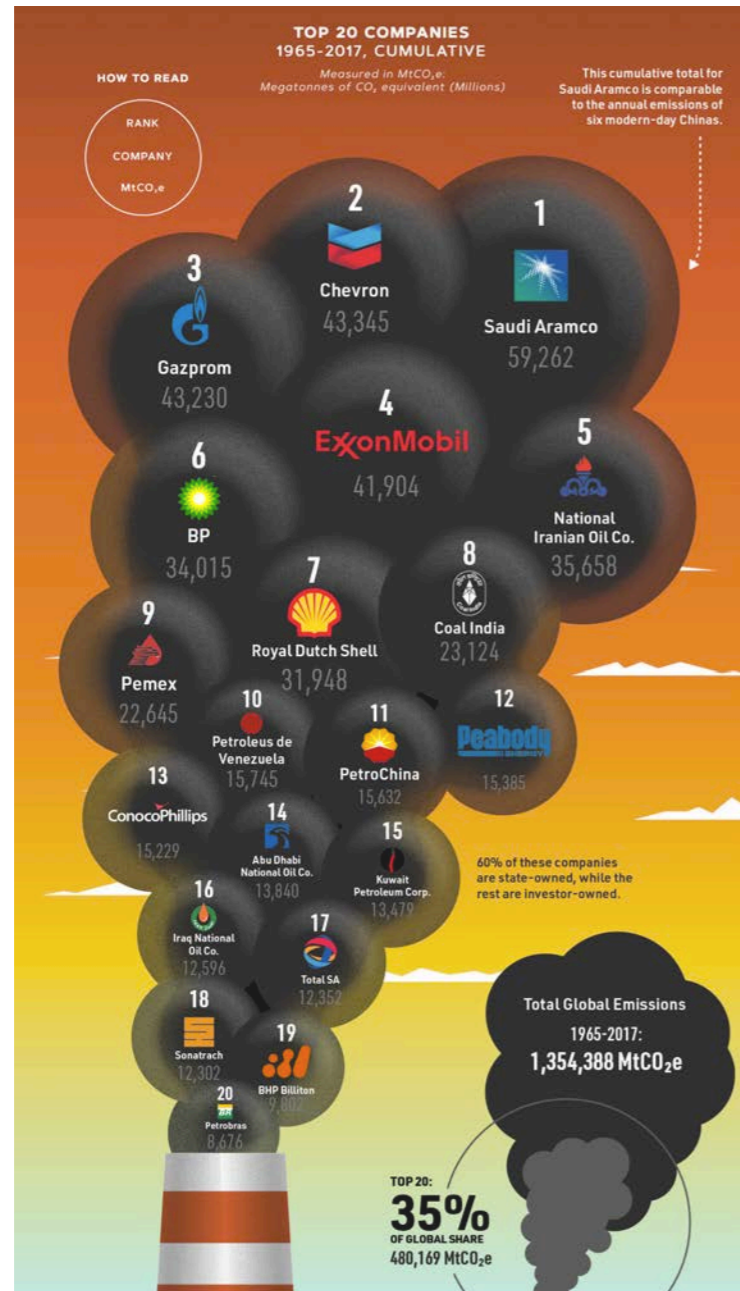 TOP 20 COMPANIES
1965-2017, CUMULATIVE
Measured in MtCO₂e:
Megatonnes of CO₂ equivalent (Millions)
HOW TO READ
RANK
COMPANY
MtCO₂e
This cumulative total for
Saudi Aramco is comparable
to the annual emissions of
six modern-day Chinas.
1
Saudi Aramco
59,262
2
Chevron
43,345
3
Gazprom
43,230
4
ExxonMobil
41,904
5
National
Iranian Oil Co.
35,658
6
BP
34,015
7
Royal Dutch Shell
31,948
8
Coal India
23,124
9
Pemex
22,645
10
Petroleus de
Venezuela
15,745
11
PetroChina
15,632
12
Peabody
ENERGY
15,385
13
ConocoPhillips
15,229
14
Abu Dhabi
National Oil Co.
13,840
15
Kuwait
Petroleum Corp.
13,479
60% of these companies
are state-owned, while the
rest are investor-owned.
16
Iraq National
Oil Co.
12,596
17
Total SA
12,352
18
Sonatrach
12,302
19
BHP Billiton
9,802
20
BR
Petrobras
8,676
Total Global Emissions
1965-2017:
1,354,388 MtCO₂e
TOP 20:
35%
OF GLOBAL SHARE
480,169 MtCO₂e